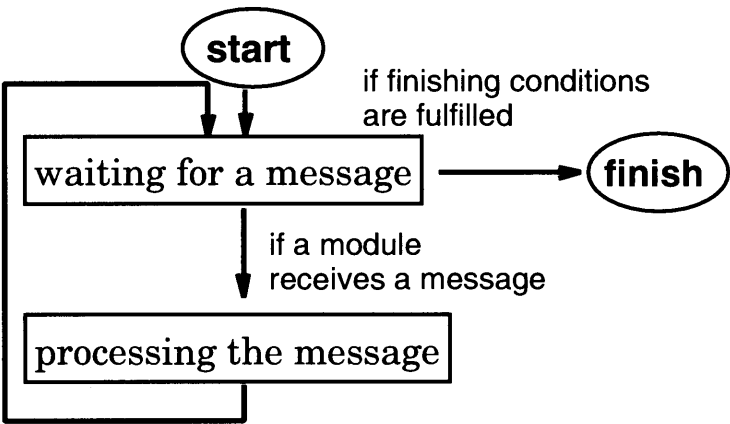 start
if finishing conditions
are fulfilled
waiting for a message
finish
if a module
receives a message
processing the message